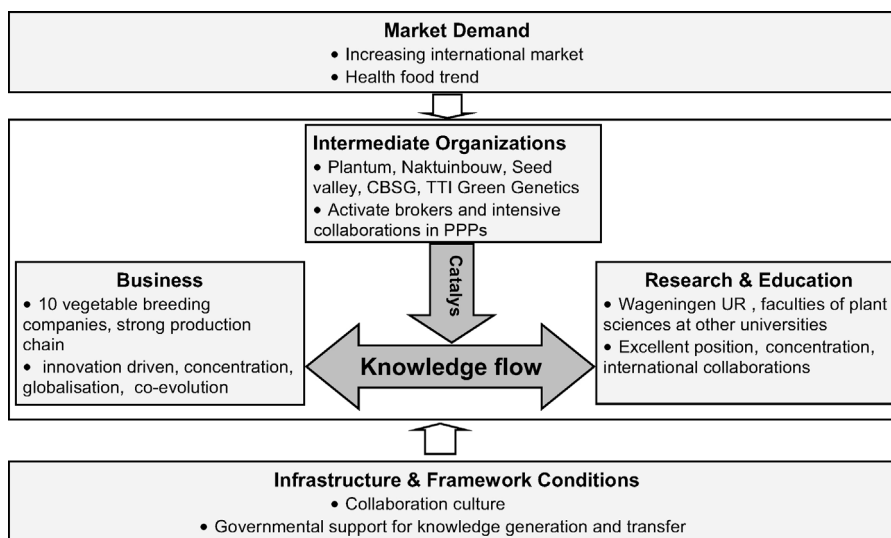 Market Demand
• Increasing international market
• Health food trend
Intermediate Organizations
• Plantum, Naktuinbouw, Seed
valley, CBSG, TTI Green Genetics
• Activate brokers and intensive
collaborations in PPPs
Catalys
Business
• 10 vegetable breeding
companies, strong production
chain
• innovation driven, concentration,
globalisation, co-evolution
Knowledge flow
Research & Education
• Wageningen UR , faculties of plant
sciences at other universities
• Excellent position, concentration,
international collaborations
Infrastructure & Framework Conditions
• Collaboration culture
• Governmental support for knowledge generation and transfer